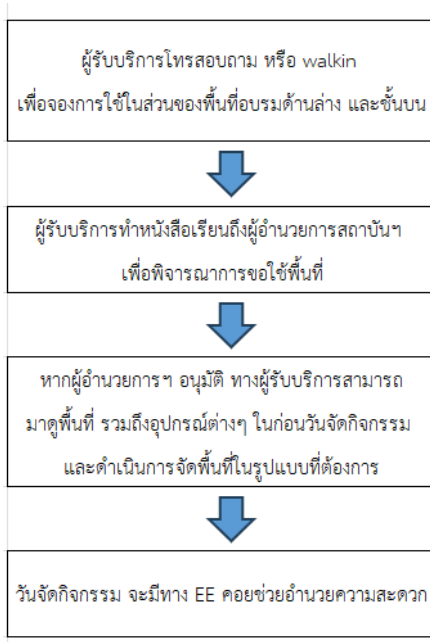 ผู้รับบริการโทรสอบถาม หรือ walkin
เพื่อจองการใช้ในส่วนของพื้นที่อบรมด้านล่าง และชั้นบน
ผู้รับบริการทำหนังสือเรียนถึงผู้อำนวยการสถาบันฯ
เพื่อพิจารณาการขอใช้พื้นที่
หากผู้อำนวยการฯ อนุมัติ ทางผู้รับบริการสามารถ
มาดูพื้นที่ รวมถึงอุปกรณ์ต่างๆ ในก่อนวันจัดกิจกรรม
และดำเนินการจัดพื้นที่ในรูปแบบที่ต้องการ
วันจัดกิจกรรม จะมีทาง EE คอยช่วยอำนวยความสะดวก